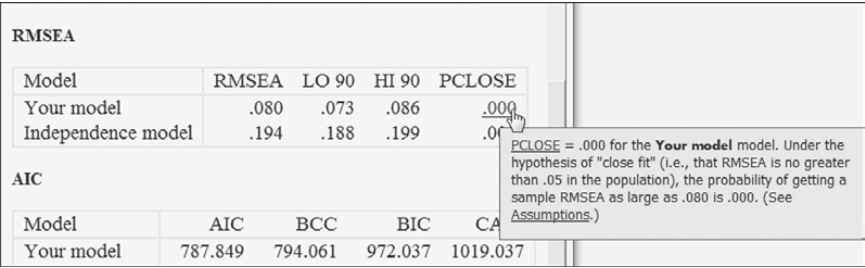 RMSEA
Model RMSEA LO 90 HI 90 PCLOSE
Your model .080 .073 .086 .000
Independence model .194 .188 .199
PCLOSE = .000 for the Your model model. Under the
hypothesis of "close fit" (i.e., that RMSEA is no greater
than .05 in the population), the probability of getting a
sample RMSEA as large as .080 is .000. (See
Assumptions.)
AIC
Model AIC BCC BIC
Your model 787.849 794.061 972.037 1019.037